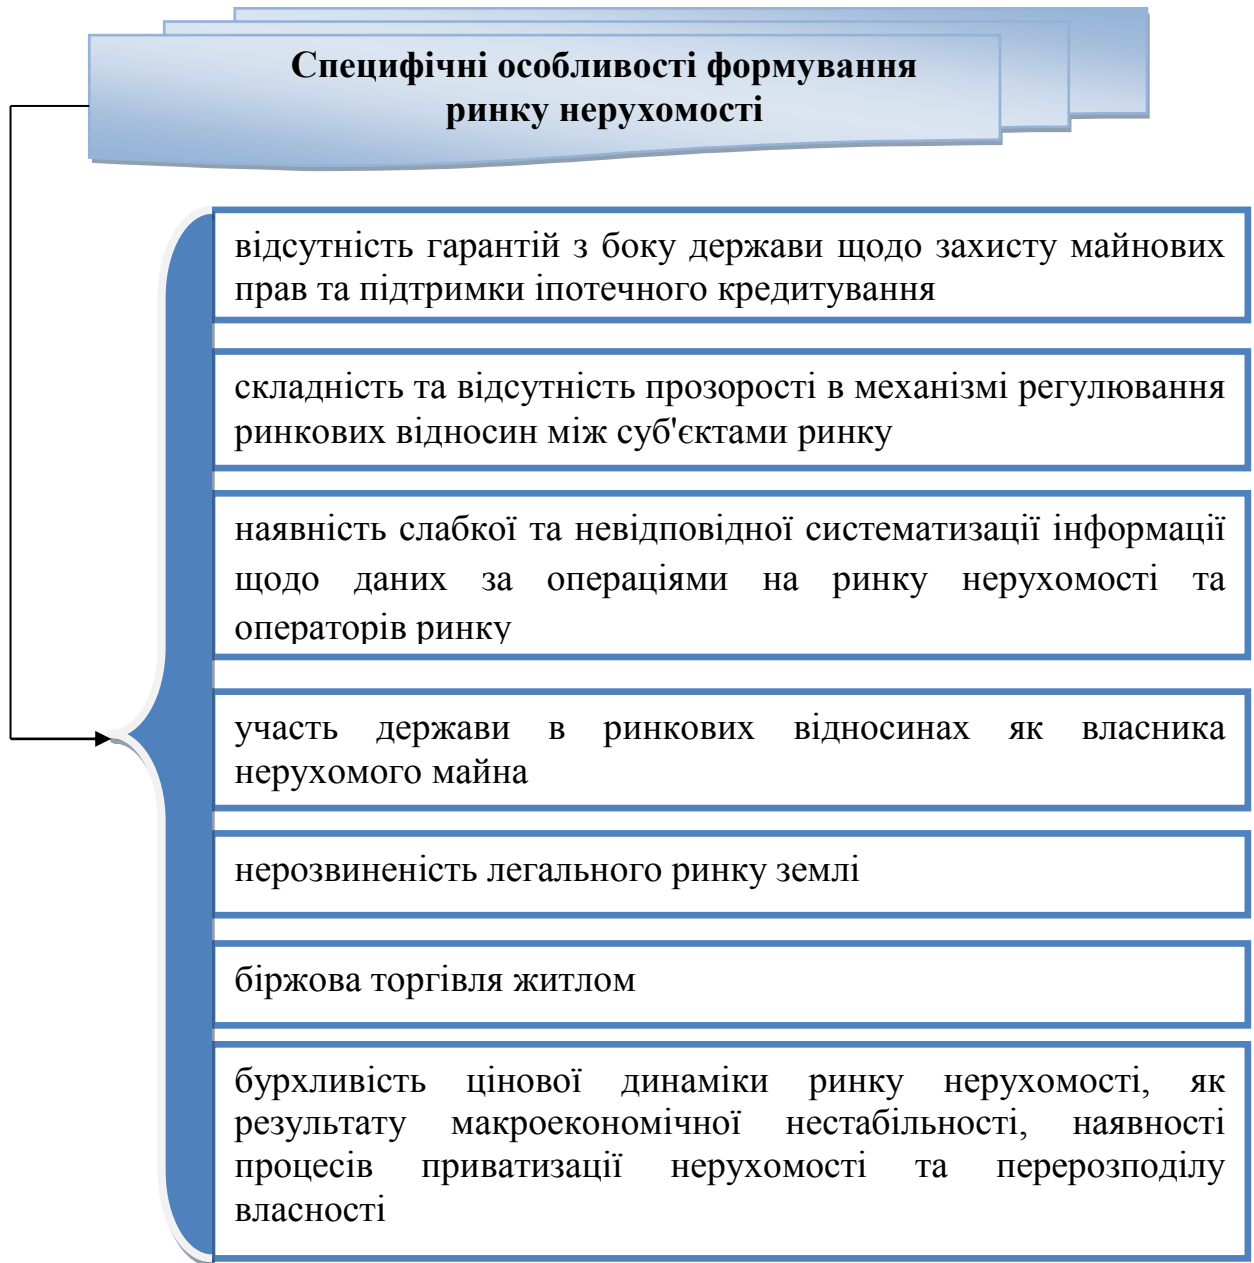 Специфічні особливості формування
ринку нерухомості
відсутність гарантій з боку держави щодо захисту майнових
прав та підтримки іпотечного кредитування
складність та відсутність прозорості в механізмі регулювання
ринкових відносин між суб'єктами ринку
наявність слабкої та невідповідної систематизації інформації
щодо даних за операціями на ринку нерухомості та
операторів ринку
участь держави в ринкових відносинах як власника
нерухомого майна
нерозвиненість легального ринку землі
біржова торгівля житлом
бурхливість цінової динаміки ринку нерухомості, як
результату макроекономічної нестабільності, наявності
процесів приватизації нерухомості та перерозподілу
власності